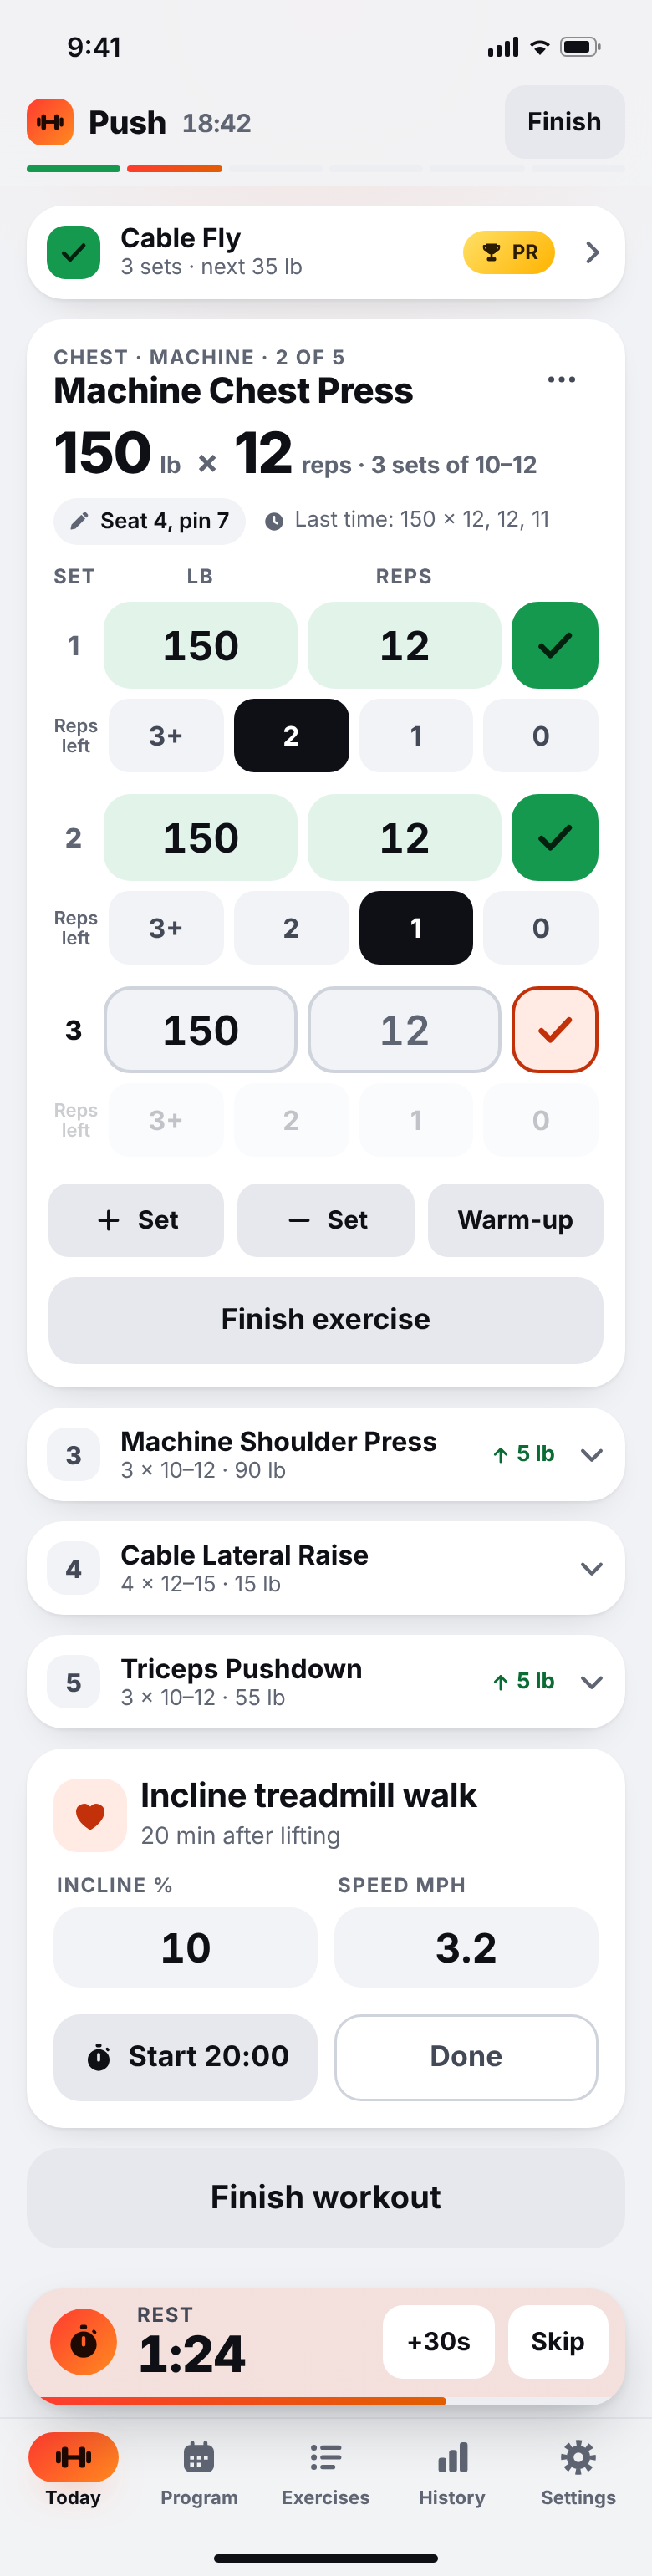 9:41
Push 18:42
Finish
Cable Fly
3 sets · next 35 lb
PR
CHEST · MACHINE · 2 OF 5
Machine Chest Press
150 lb × 12 reps · 3 sets of 10–12
Seat 4, pin 7
Last time: 150 × 12, 12, 11
SET LB REPS
1 150 12
Reps left 3+ 2 1 0
2 150 12
Reps left 3+ 2 1 0
3 150 12
Reps left 3+ 2 1 0
+ Set
− Set
Warm-up
Finish exercise
3
Machine Shoulder Press
3 × 10–12 · 90 lb
↑ 5 lb
4
Cable Lateral Raise
4 × 12–15 · 15 lb
5
Triceps Pushdown
3 × 10–12 · 55 lb
↑ 5 lb
Incline treadmill walk
20 min after lifting
INCLINE % SPEED MPH
10 3.2
Start 20:00
Done
Finish workout
REST
1:24
+30s
Skip
Today Program Exercises History Settings